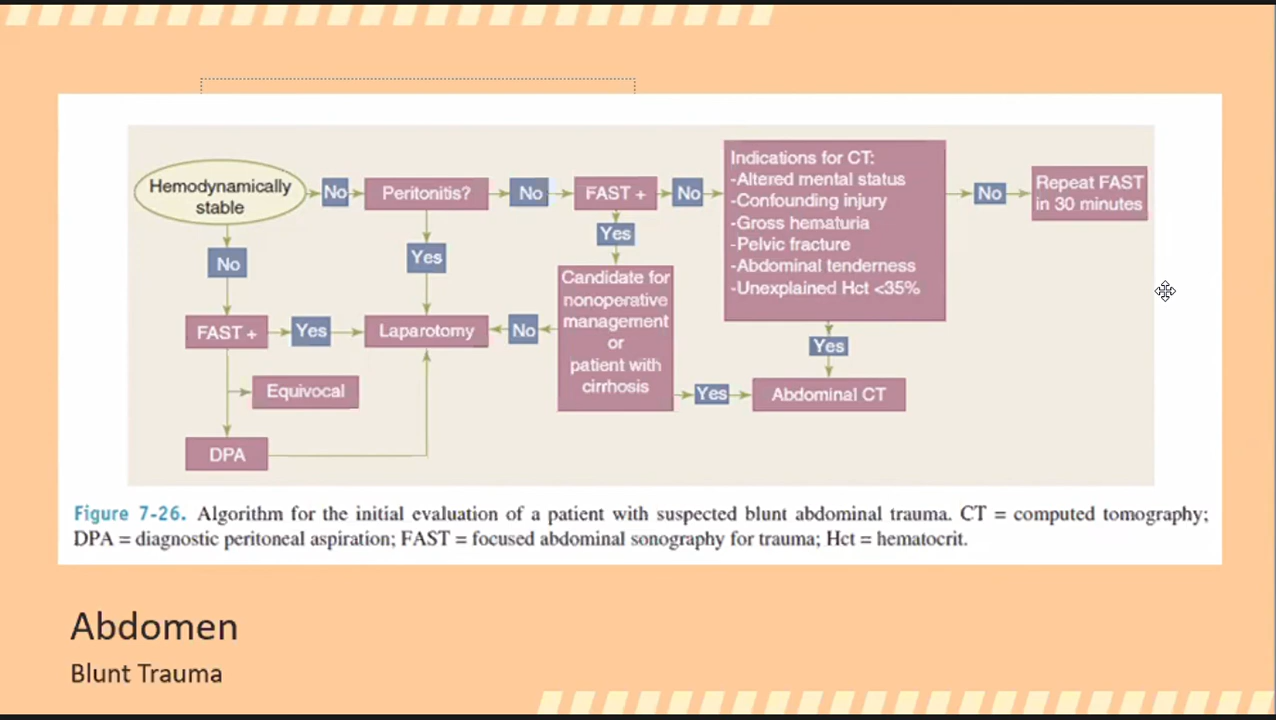 Hemodynamically
stable
No
Peritonitis?
No
FAST +
No
Indications for CT:
-Altered mental status
-Confounding injury
-Gross hematuria
-Pelvic fracture
-Abdominal tenderness
-Unexplained Hct <35%
No
Repeat FAST
in 30 minutes
No
Yes
Yes
Candidate for
nonoperative
management
or
patient with
cirrhosis
FAST +
Yes
Laparotomy
No
Yes
Equivocal
Yes
Abdominal CT
DPA
Figure 7-26. Algorithm for the initial evaluation of a patient with suspected blunt abdominal trauma. CT = computed tomography;
DPA = diagnostic peritoneal aspiration; FAST = focused abdominal sonography for trauma; Hct = hematocrit.
Abdomen
Blunt Trauma